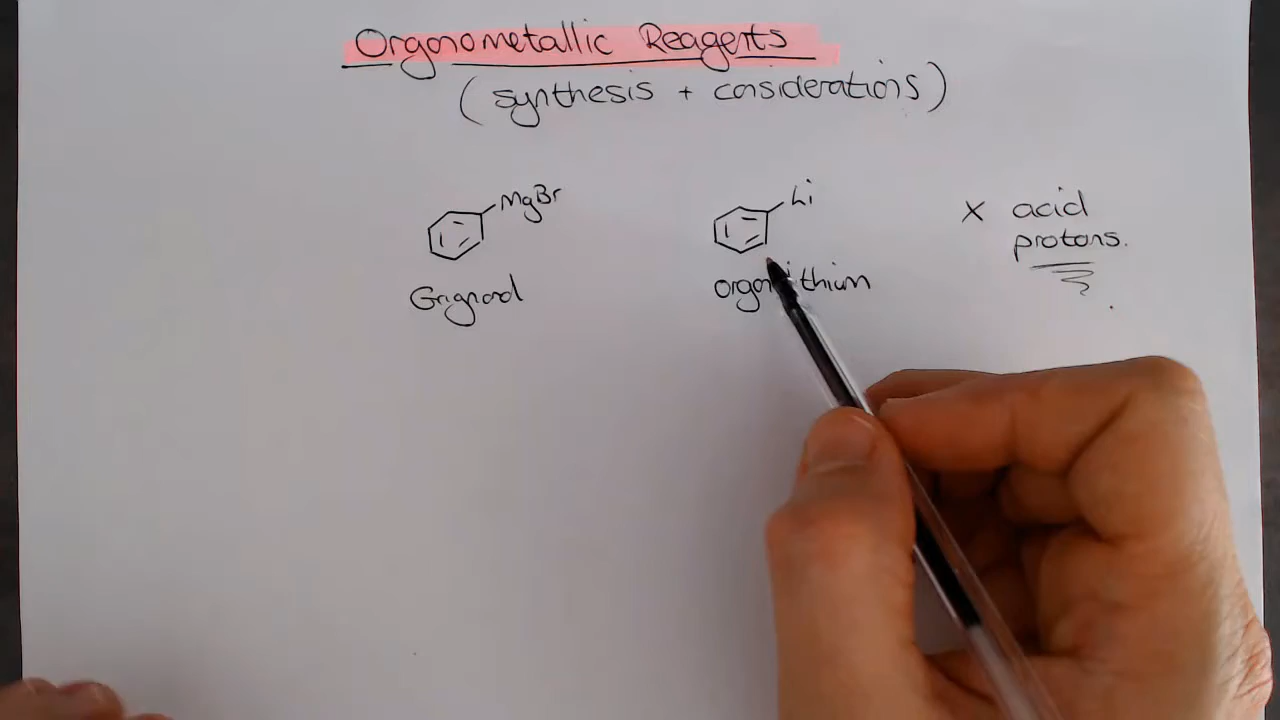 Organometallic Reagents
(synthesis + considerations)
MgBr
Li
x acid
protons.
Grignard